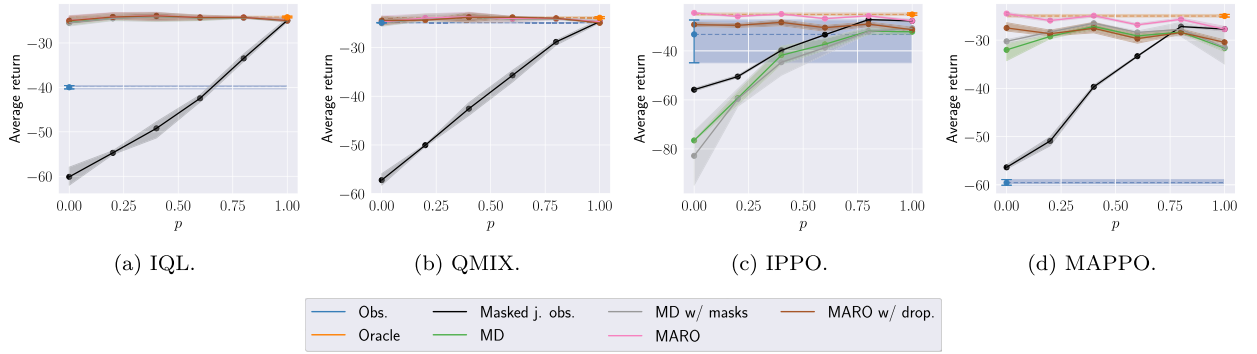 Average return
−30
−40
−50
−60
0.00 0.25 0.50 0.75 1.00
p
(a) IQL.
Average return
−30
−40
−50
−60
0.00 0.25 0.50 0.75 1.00
p
(b) QMIX.
Average return
−40
−60
−80
0.00 0.25 0.50 0.75 1.00
p
(c) IPPO.
Average return
−30
−40
−50
−60
0.00 0.25 0.50 0.75 1.00
p
(d) MAPPO.
Obs. Masked j. obs. MD w/ masks MARO w/ drop.
Oracle MD MARO